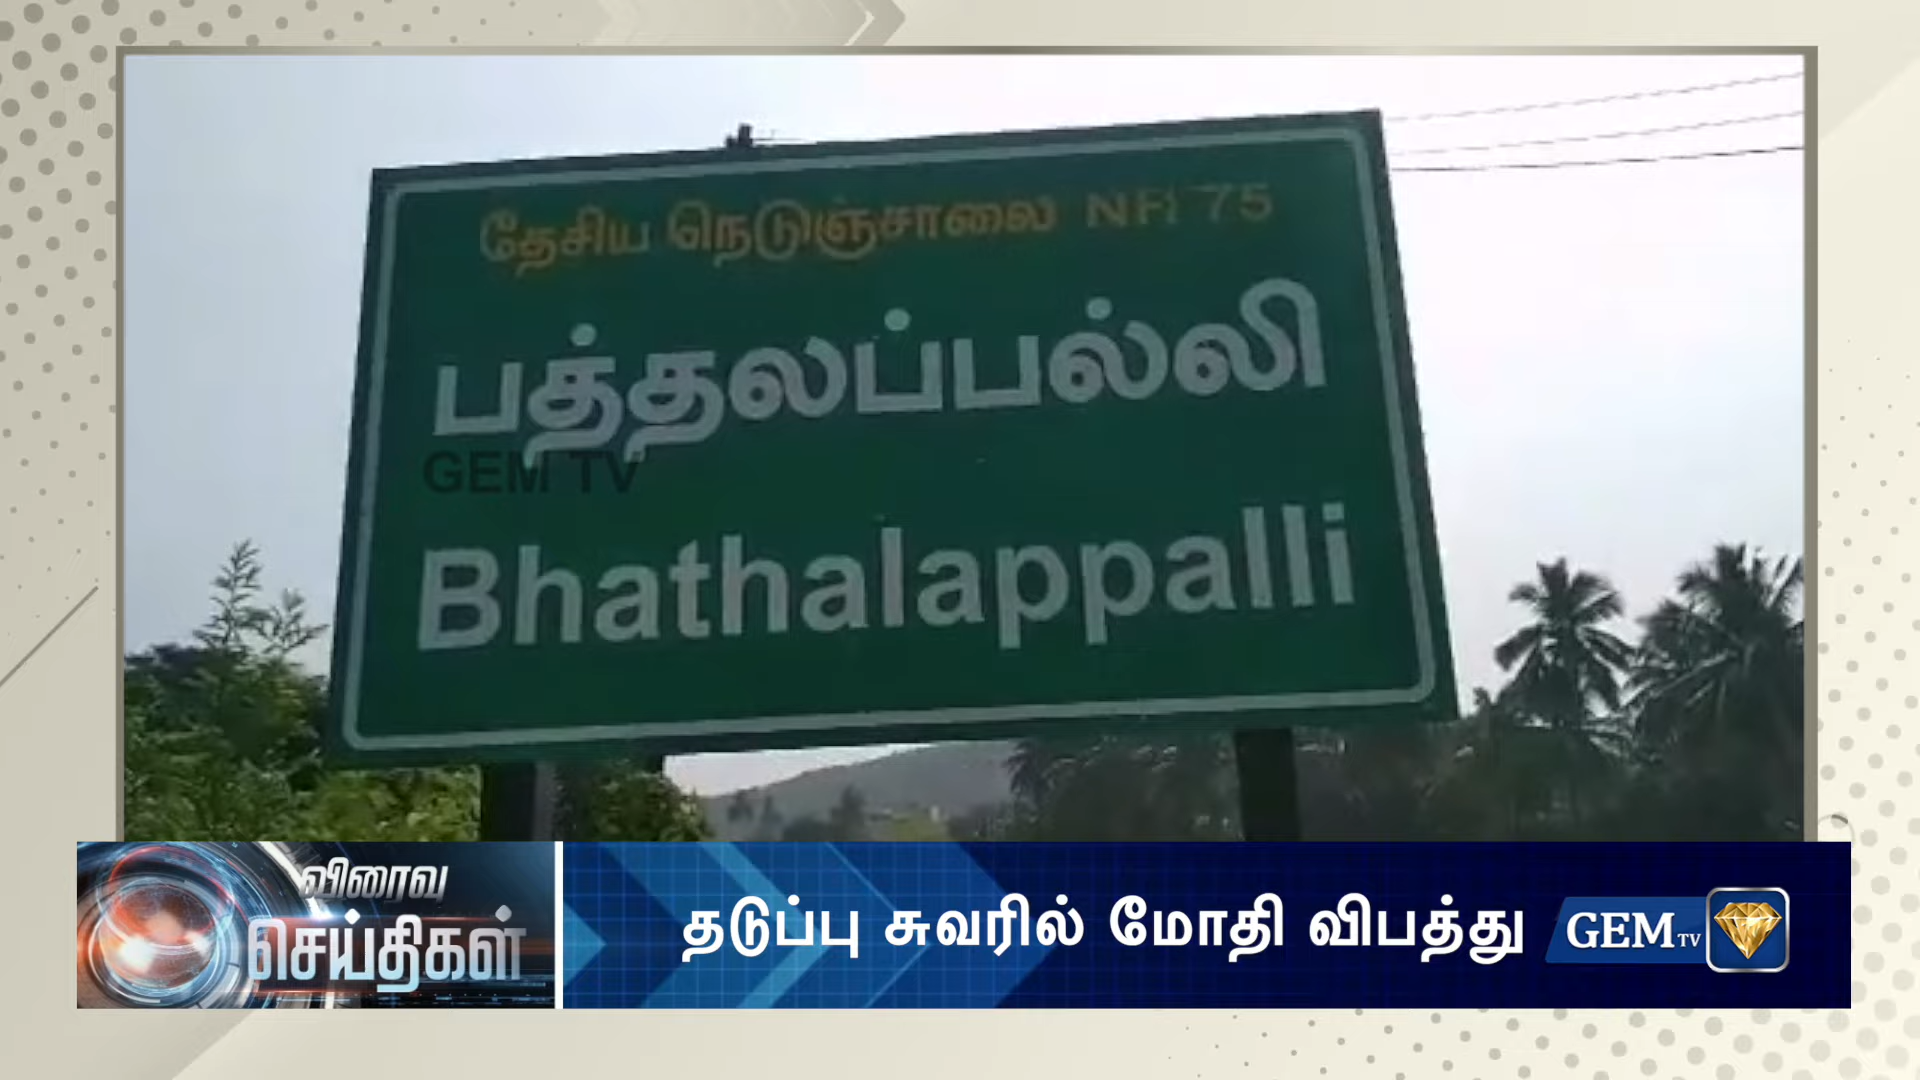 தேசிய நெடுஞ்சாலை NH 75
பத்தலப்பல்லி
GEM TV
Bhathalappalli
விரைவு
செய்திகள்
தடுப்பு சுவரில் மோதி விபத்து
GEM TV